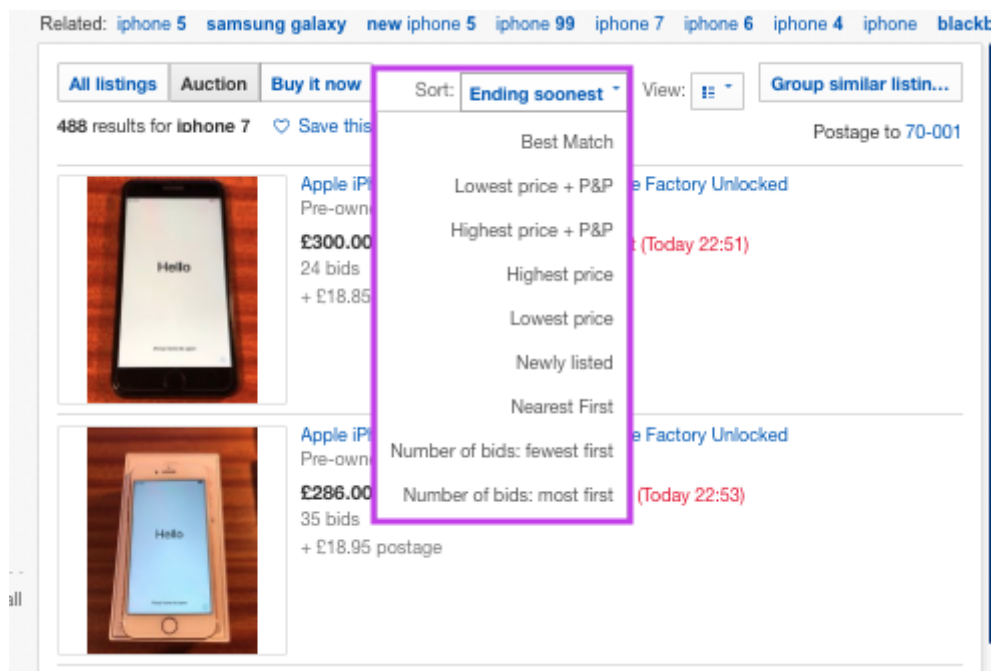 Related: iphone 5 samsung galaxy new iphone 5 iphone 99 iphone 7 iphone 6 iphone 4 iphone blackb
All listings Auction Buy it now Sort: Ending soonest View: Group similar listin...
488 results for iphone 7 Save this
Postage to 70-001
Best Match
Lowest price + P&P
Highest price + P&P
Highest price
Lowest price
Newly listed
Nearest First
Number of bids: fewest first
Number of bids: most first
Apple iPh e Factory Unlocked
Pre-own
£300.00 (Today 22:51)
24 bids
+ £18.85
Hello
Apple iPh e Factory Unlocked
Pre-own
£286.00 (Today 22:53)
35 bids
+ £18.95 postage
Hello
all